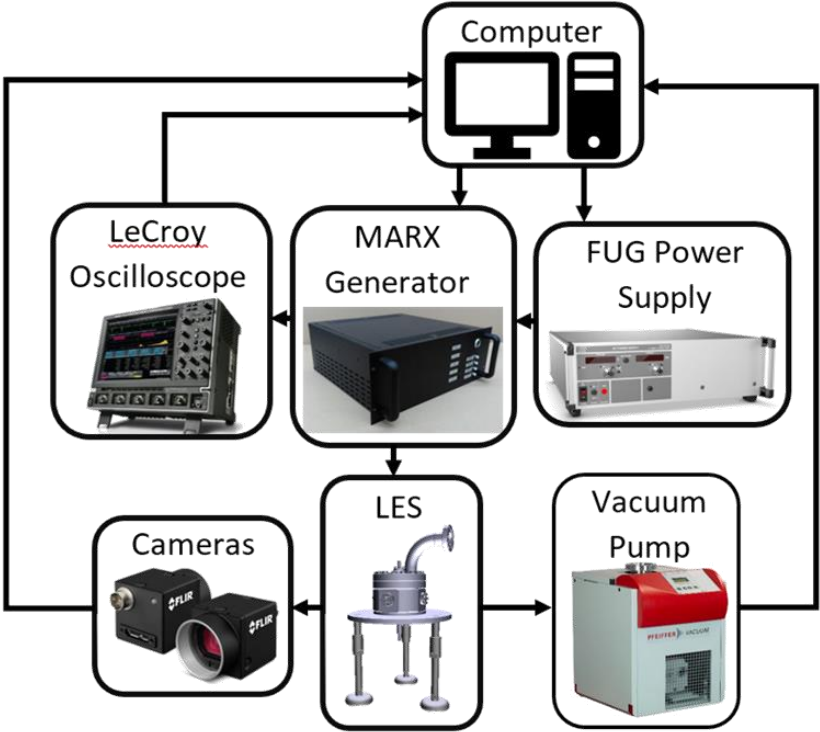 Computer
LeCroy
Oscilloscope
MARX
Generator
FUG Power
Supply
LES
Cameras
FLIR
FLIR
Vacuum
Pump
PFEIFFER VACUUM